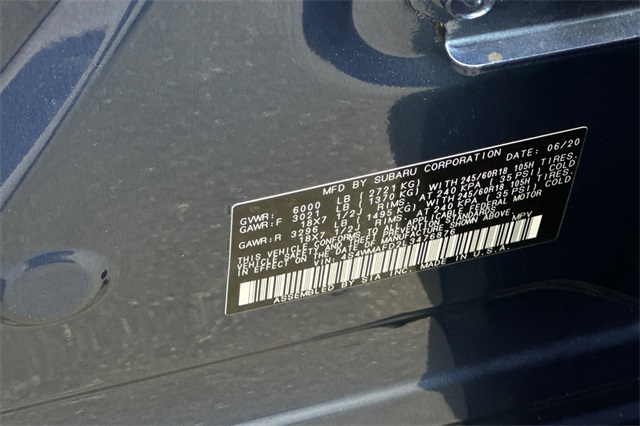 MFD BY SUBARU CORPORATION DATE: 06/20
GVWR: 6000 LB (2721 KG)
GAWR:F 3021 LB (1370 KG) WITH 245/60R18 105H TIRES,
18X7 1/2J RIMS, AT 240 KPA (35 PSI) COLD
GAWR:R 3296 LB (1495 KG) WITH 245/60R18 105H TIRES,
18X7 1/2J RIMS, AT 240 KPA (35 PSI) COLD
THIS VEHICLE CONFORMS TO ALL APPLICABLE FEDERAL MOTOR
VEHICLE SAFETY STANDARDS
IN EFFECT ON THE DATE OF MANUFACTURE SHOWN ABOVE.
VIN: 4S4WMAFD2L3476876 MPV
ASSEMBLED BY SIA INC. MADE IN U.S.A.